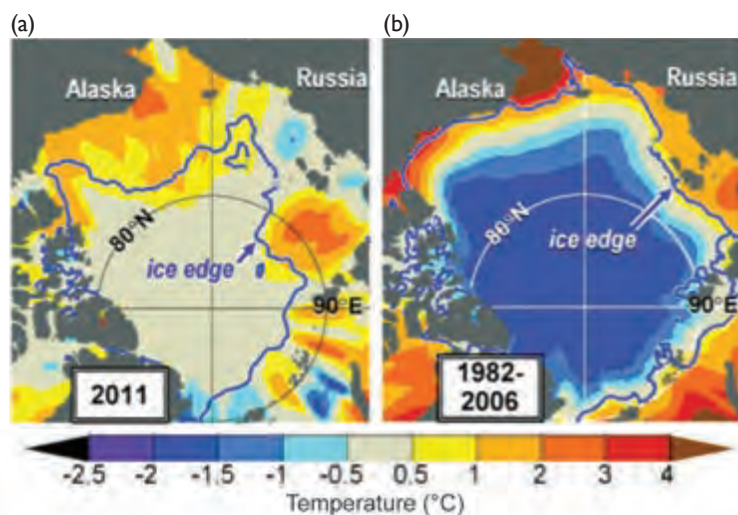 (a)
(b)
Alaska
Russia
80°N
ice edge
90°E
2011
Alaska
Russia
80°N
ice edge
90°E
1982-
2006
-2.5 -2 -1.5 -1 -0.5 0.5 1 2 3 4
Temperature (°C)